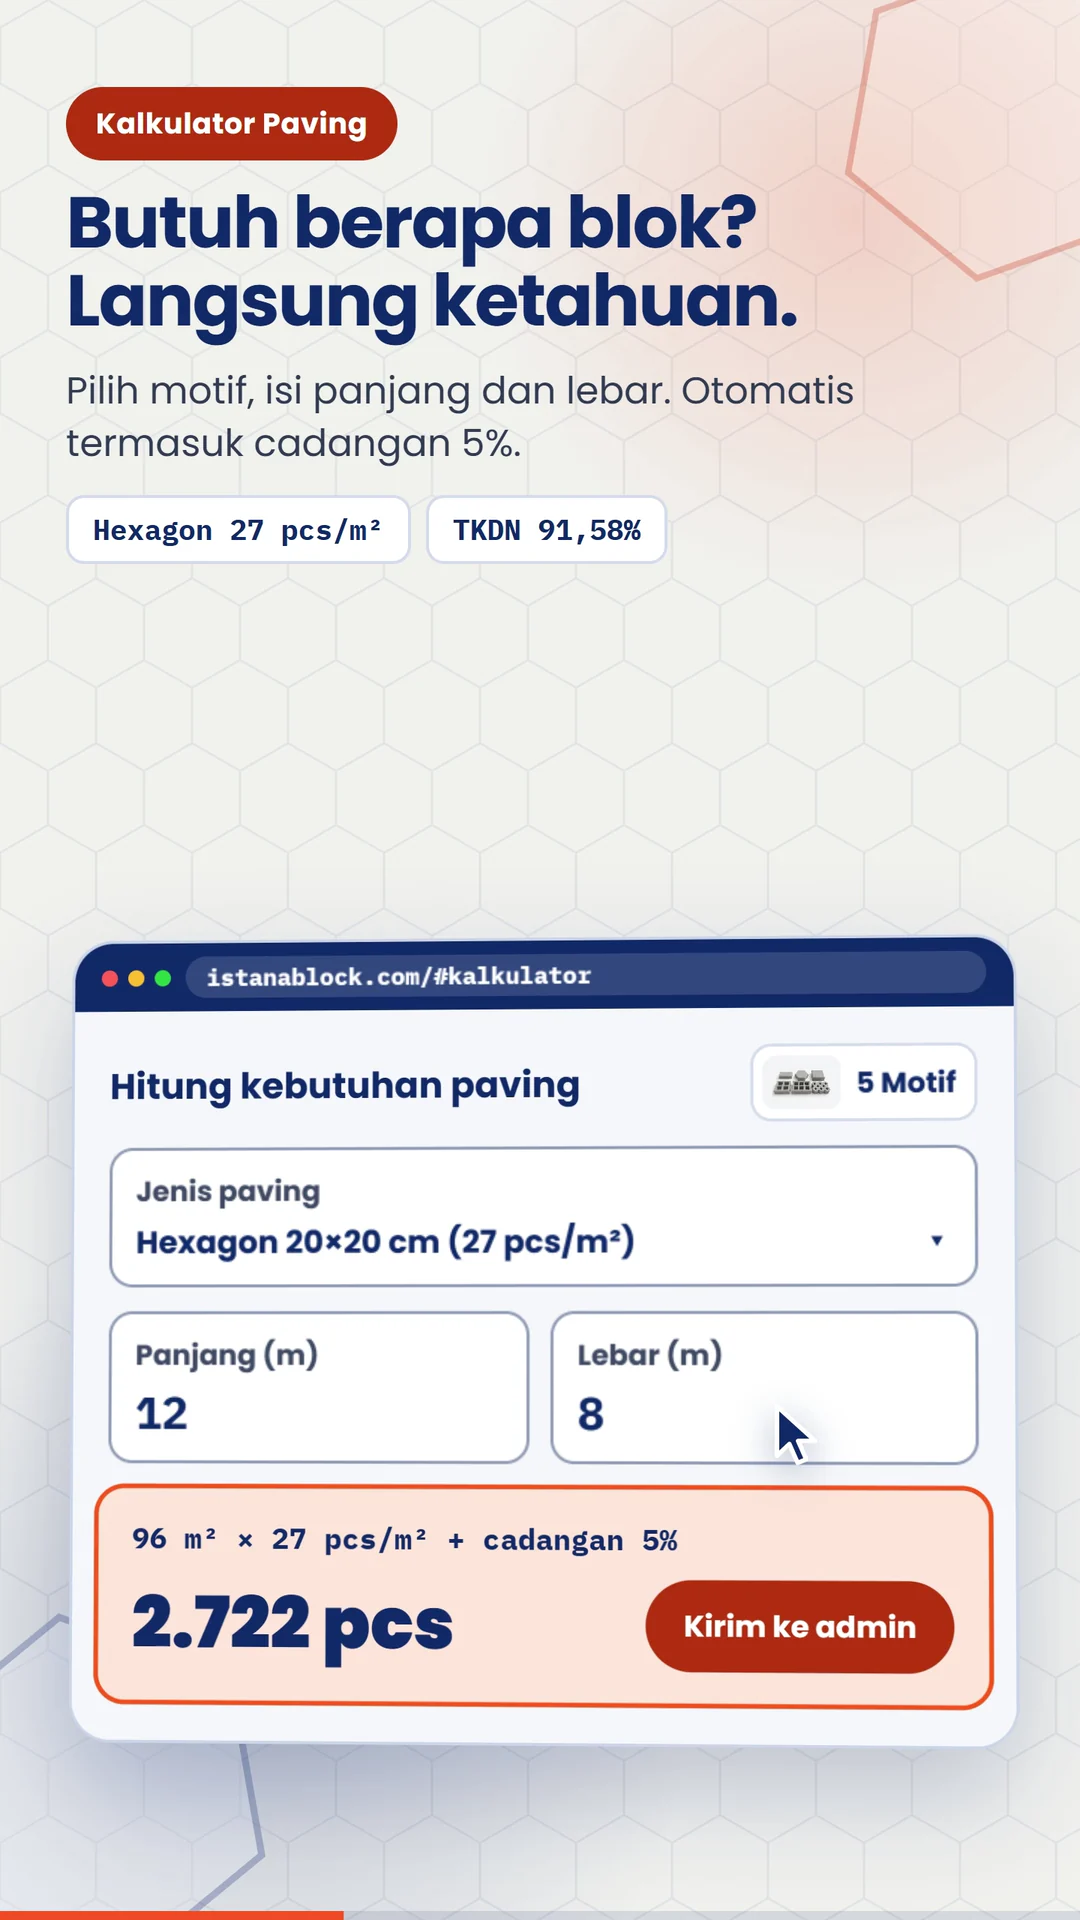 Kalkulator Paving
Butuh berapa blok?
Langsung ketahuan.
Pilih motif, isi panjang dan lebar. Otomatis
termasuk cadangan 5%.
Hexagon 27 pcs/m²
TKDN 91,58%
istanablock.com/#kalkulator
Hitung kebutuhan paving
5 Motif
Jenis paving
Hexagon 20×20 cm (27 pcs/m²)
Panjang (m)
12
Lebar (m)
8
96 m² × 27 pcs/m² + cadangan 5%
2.722 pcs
Kirim ke admin